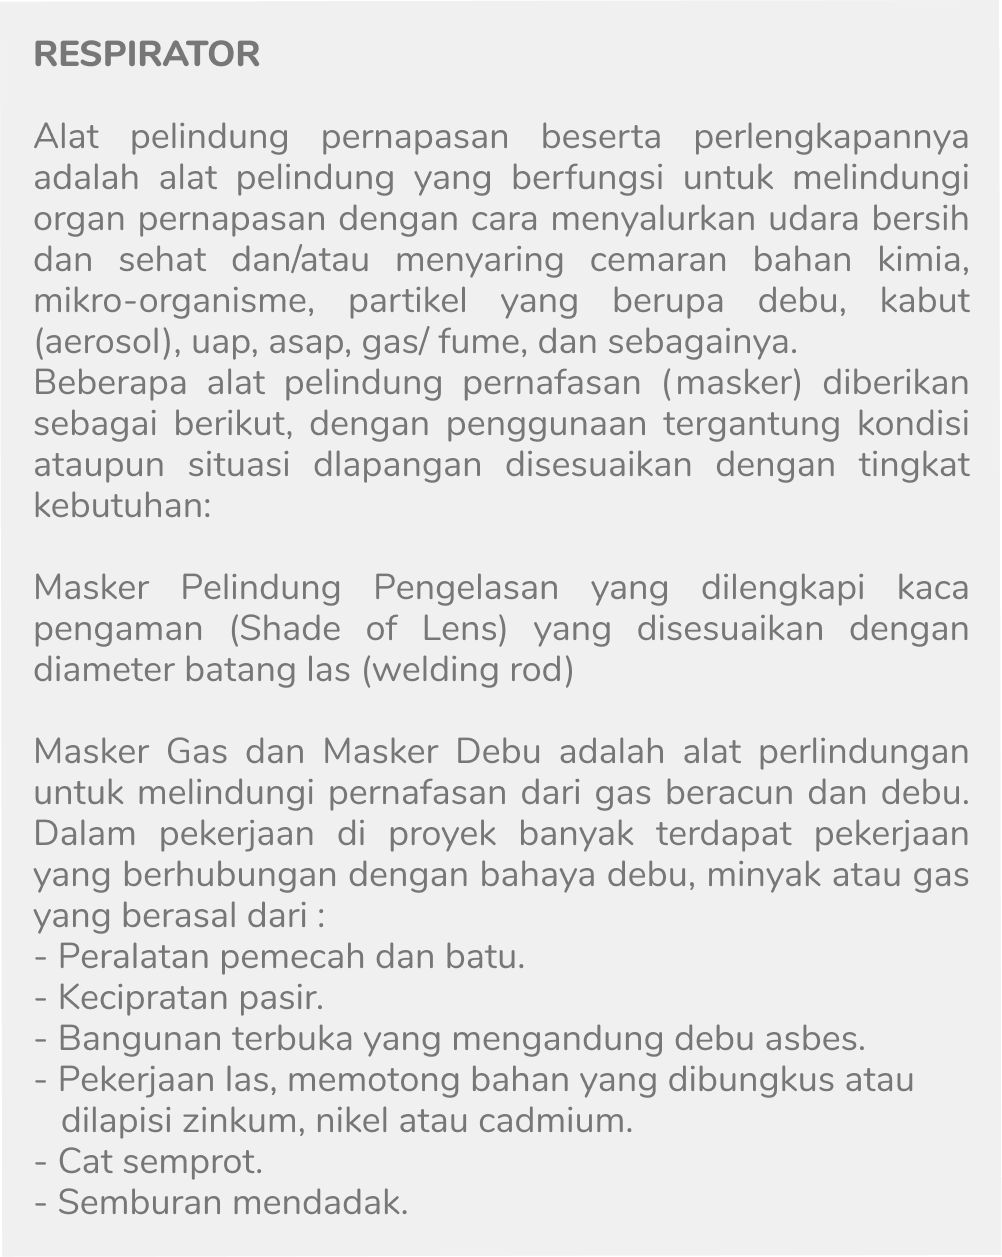 RESPIRATOR
Alat pelindung pernapasan beserta perlengkapannya
adalah alat pelindung yang berfungsi untuk melindungi
organ pernapasan dengan cara menyalurkan udara bersih
dan sehat dan/atau menyaring cemaran bahan kimia,
mikro-organisme, partikel yang berupa debu, kabut
(aerosol), uap, asap, gas/ fume, dan sebagainya.
Beberapa alat pelindung pernafasan (masker) diberikan
sebagai berikut, dengan penggunaan tergantung kondisi
ataupun situasi dlapangan disesuaikan dengan tingkat
kebutuhan:
Masker Pelindung Pengelasan yang dilengkapi kaca
pengaman (Shade of Lens) yang disesuaikan dengan
diameter batang las (welding rod)
Masker Gas dan Masker Debu adalah alat perlindungan
untuk melindungi pernafasan dari gas beracun dan debu.
Dalam pekerjaan di proyek banyak terdapat pekerjaan
yang berhubungan dengan bahaya debu, minyak atau gas
yang berasal dari :
- Peralatan pemecah dan batu.
- Kecipratan pasir.
- Bangunan terbuka yang mengandung debu asbes.
- Pekerjaan las, memotong bahan yang dibungkus atau
dilapisi zinkum, nikel atau cadmium.
- Cat semprot.
- Semburan mendadak.